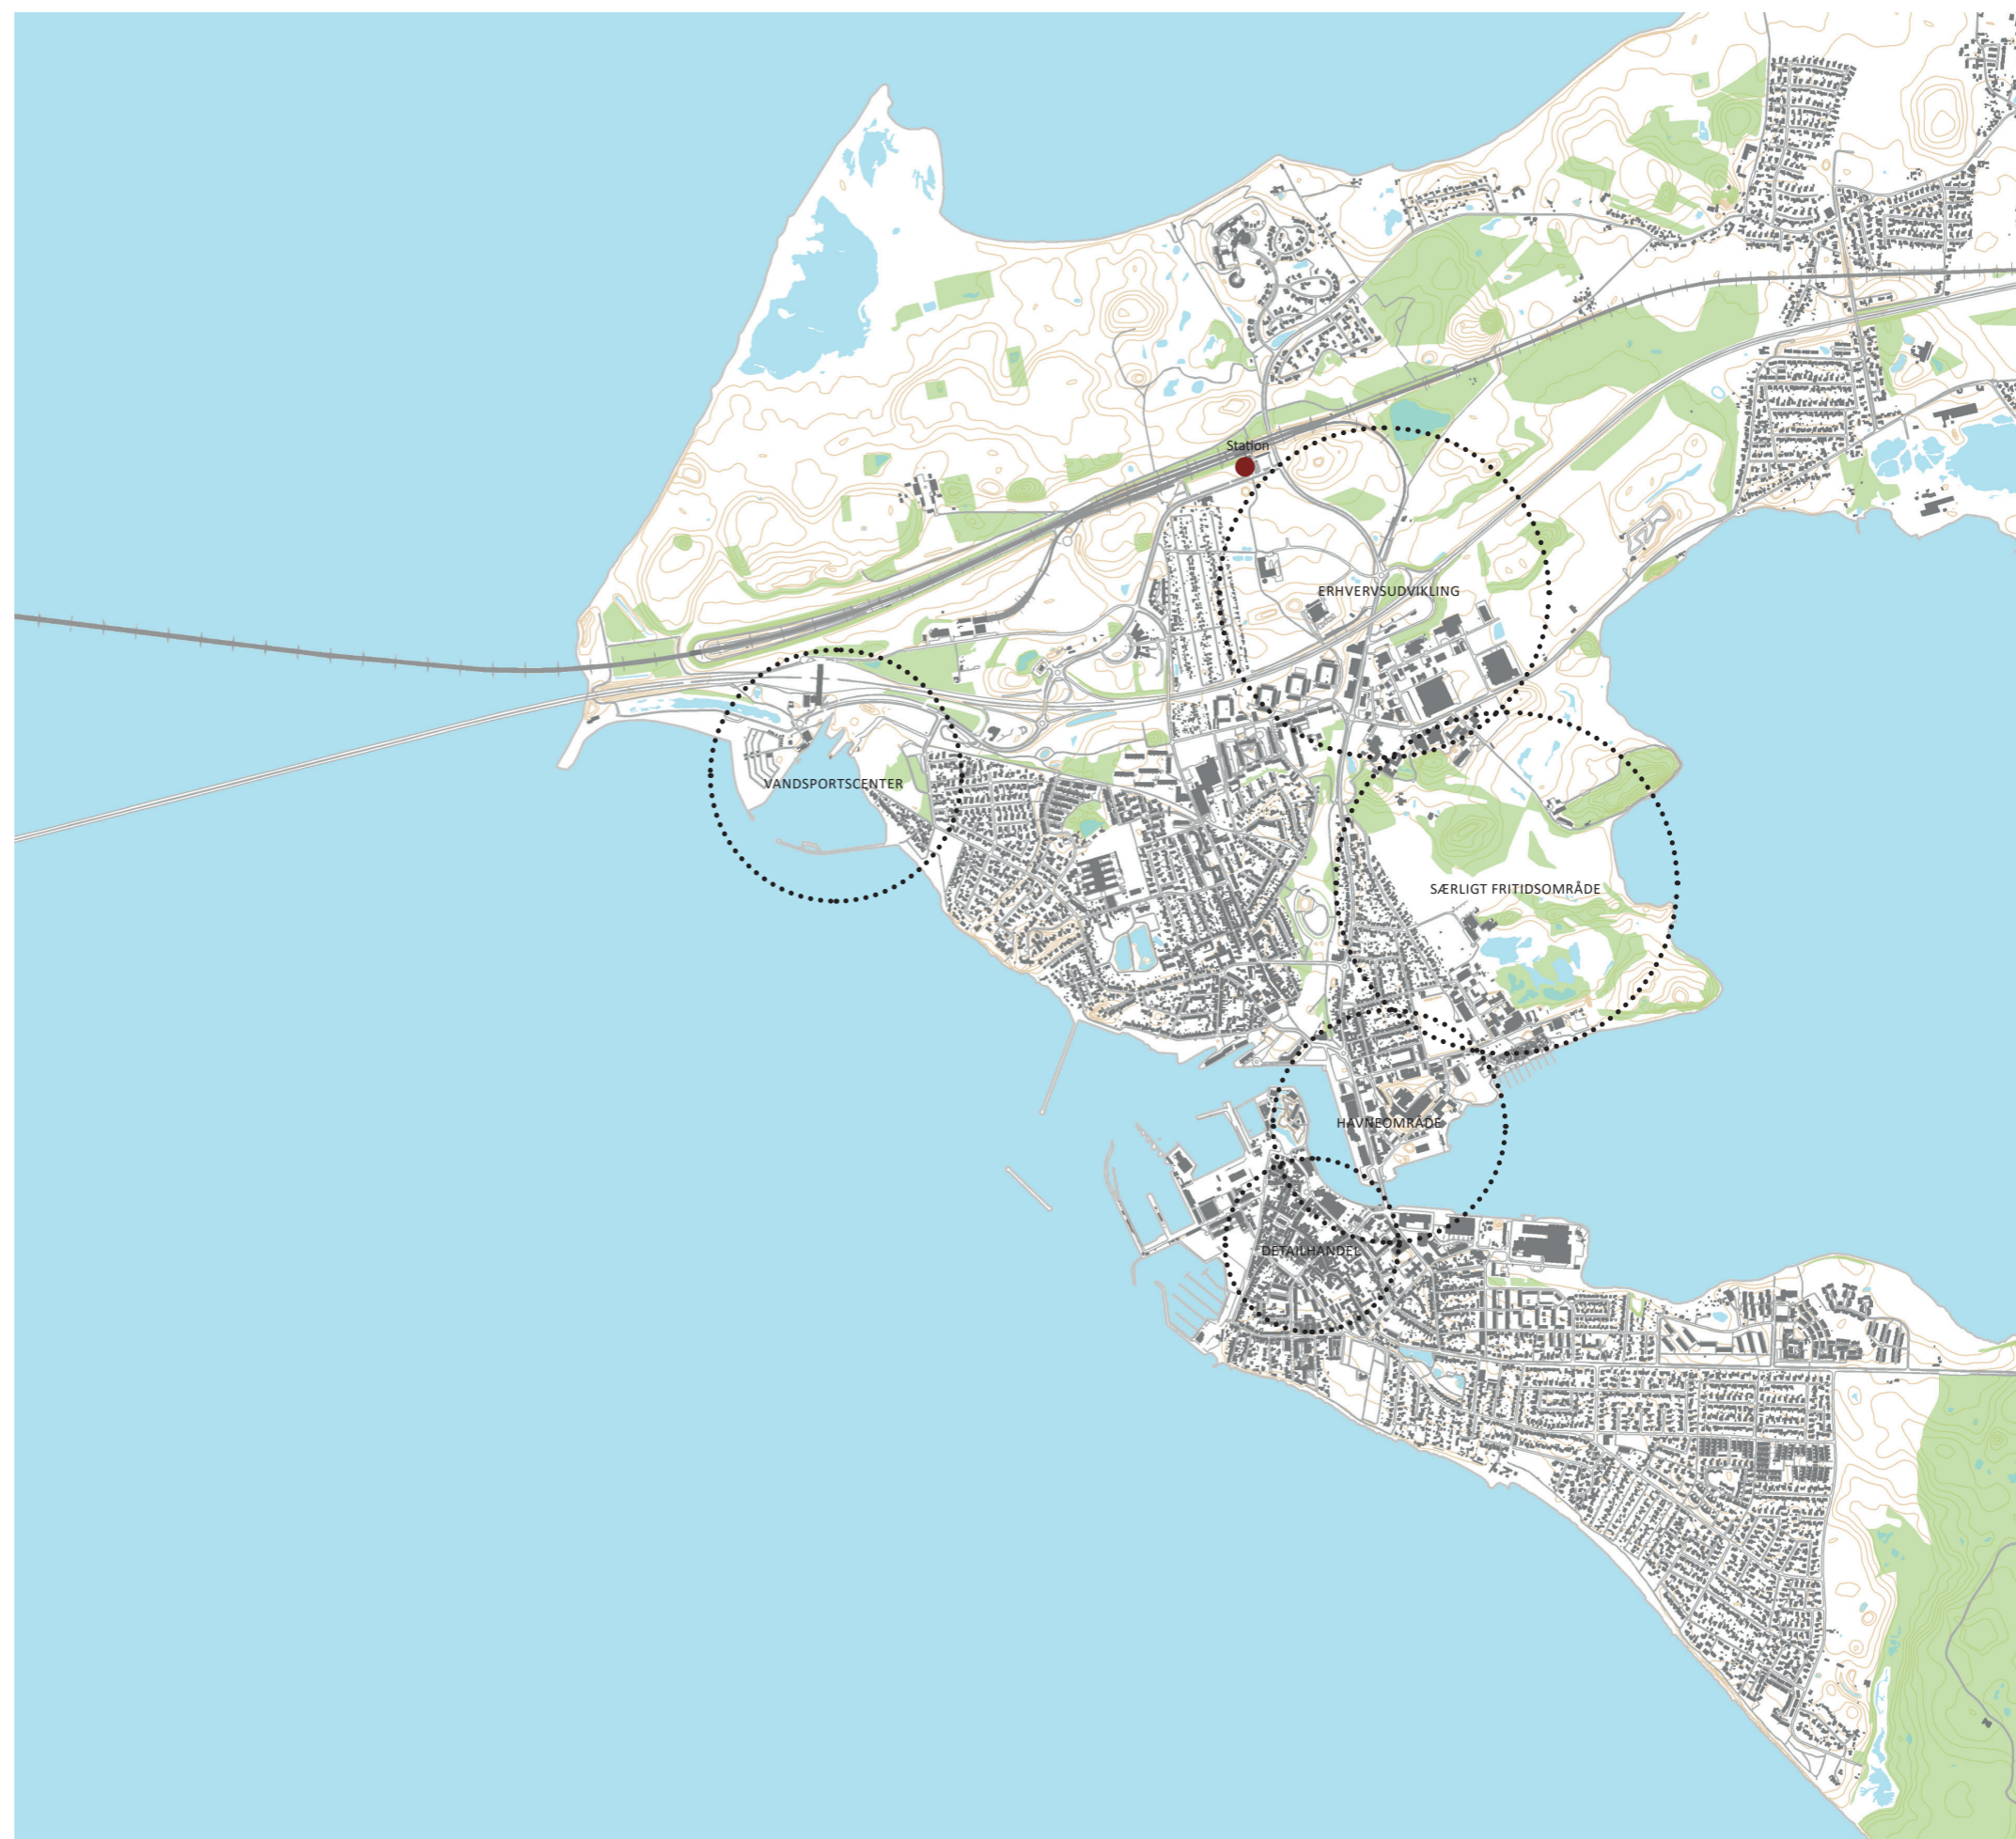 Station
ERHVERVSUDVIKLING
VANDSPORTSCENTER
SÆRLIGT FRITIDSOMRÅDE
HAVNEOMRÅDE
DETAILHANDEL